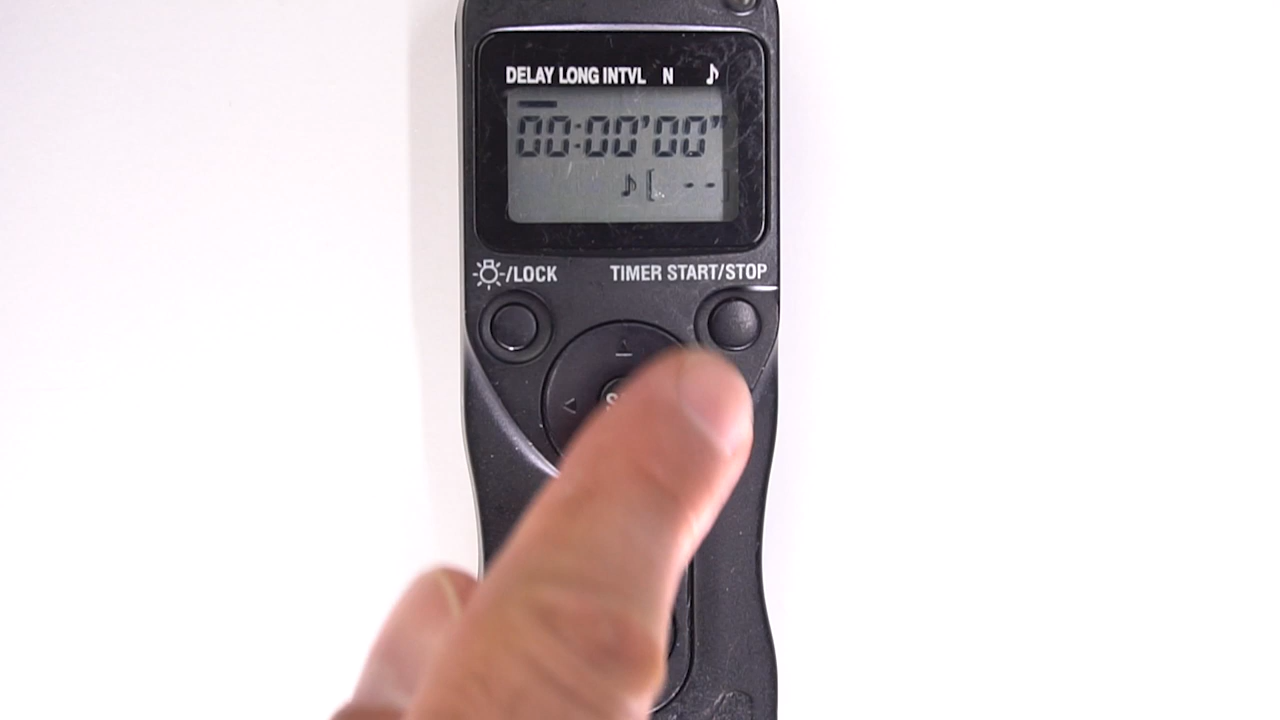 DELAY LONG INTVL N ♪
00:00'00"
♪[ --]
/LOCK TIMER START/STOP
S